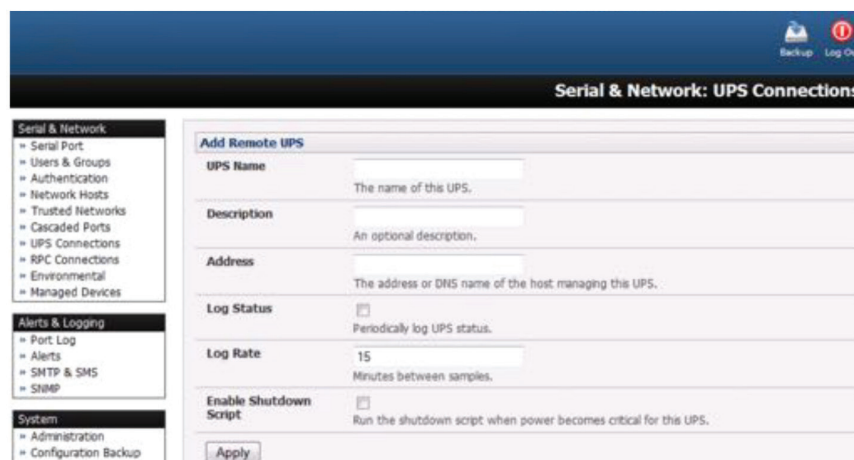 Backup Log Ou
Serial & Network: UPS Connections
Serial & Network
» Serial Port
» Users & Groups
» Authentication
» Network Hosts
» Trusted Networks
» Cascaded Ports
» UPS Connections
» RPC Connections
» Environmental
» Managed Devices
Alerts & Logging
» Port Log
» Alerts
» SMTP & SMS
» SNMP
System
» Administration
» Configuration Backup
Add Remote UPS
UPS Name
The name of this UPS.
Description
An optional description.
Address
The address or DNS name of the host managing this UPS.
Log Status
Periodically log UPS status.
Log Rate
15
Minutes between samples.
Enable Shutdown
Script
Run the shutdown script when power becomes critical for this UPS.
Apply